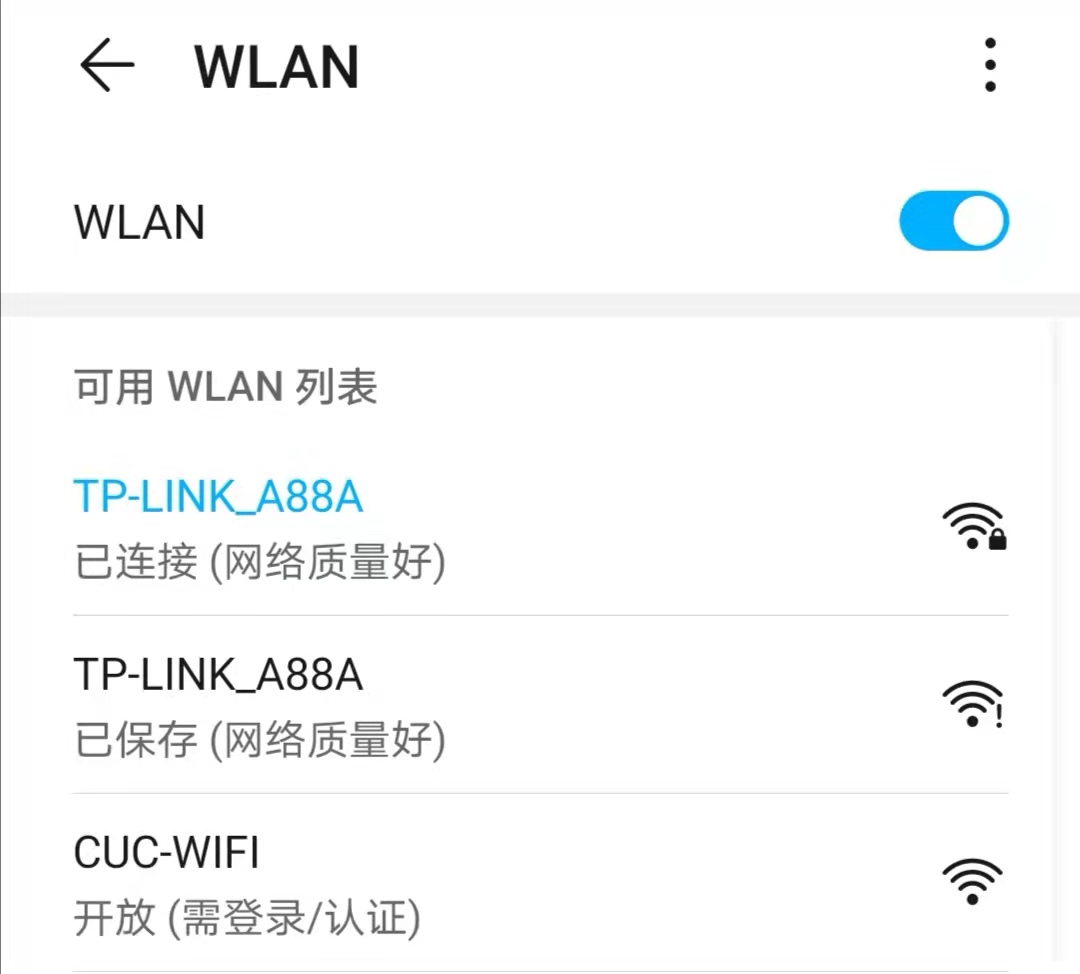 WLAN
WLAN
可用 WLAN 列表
TP-LINK_A88A
已连接 (网络质量好)
TP-LINK_A88A
已保存 (网络质量好)
CUC-WIFI
开放 (需登录/认证)